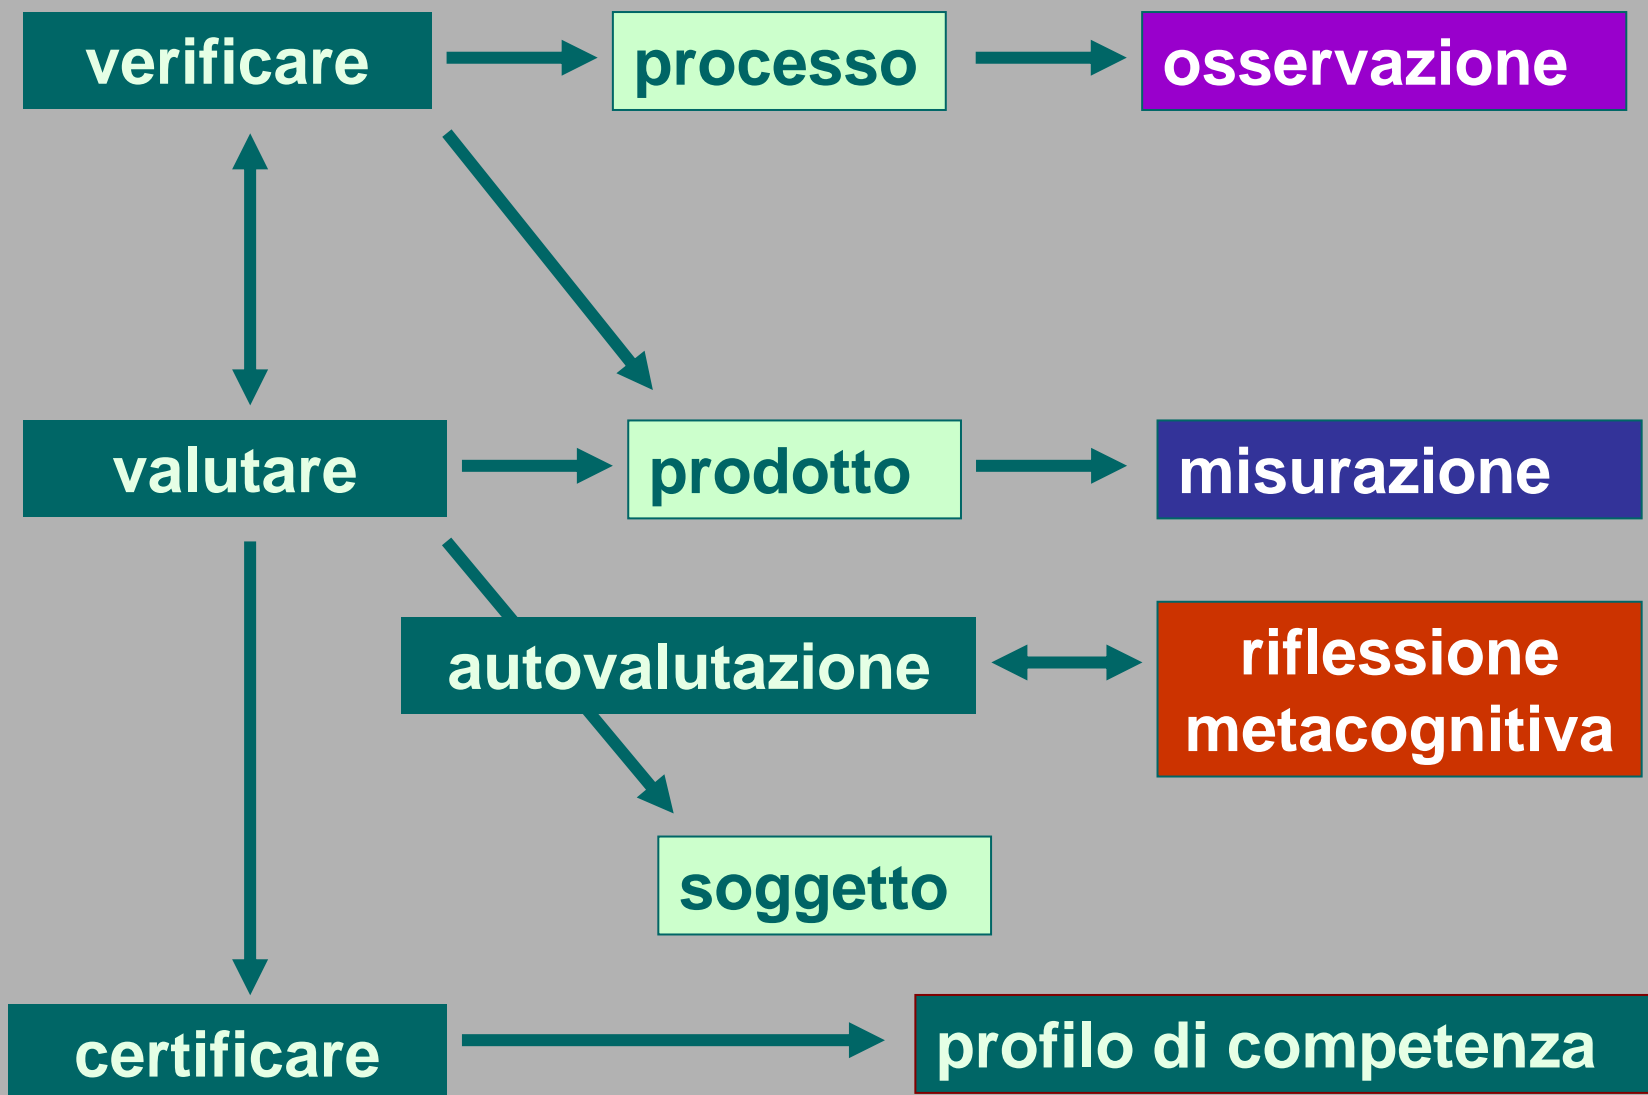 verificare
processo
osservazione
valutare
prodotto
misurazione
autovalutazione
riflessione
metacognitiva
soggetto
certificare
profilo di competenza